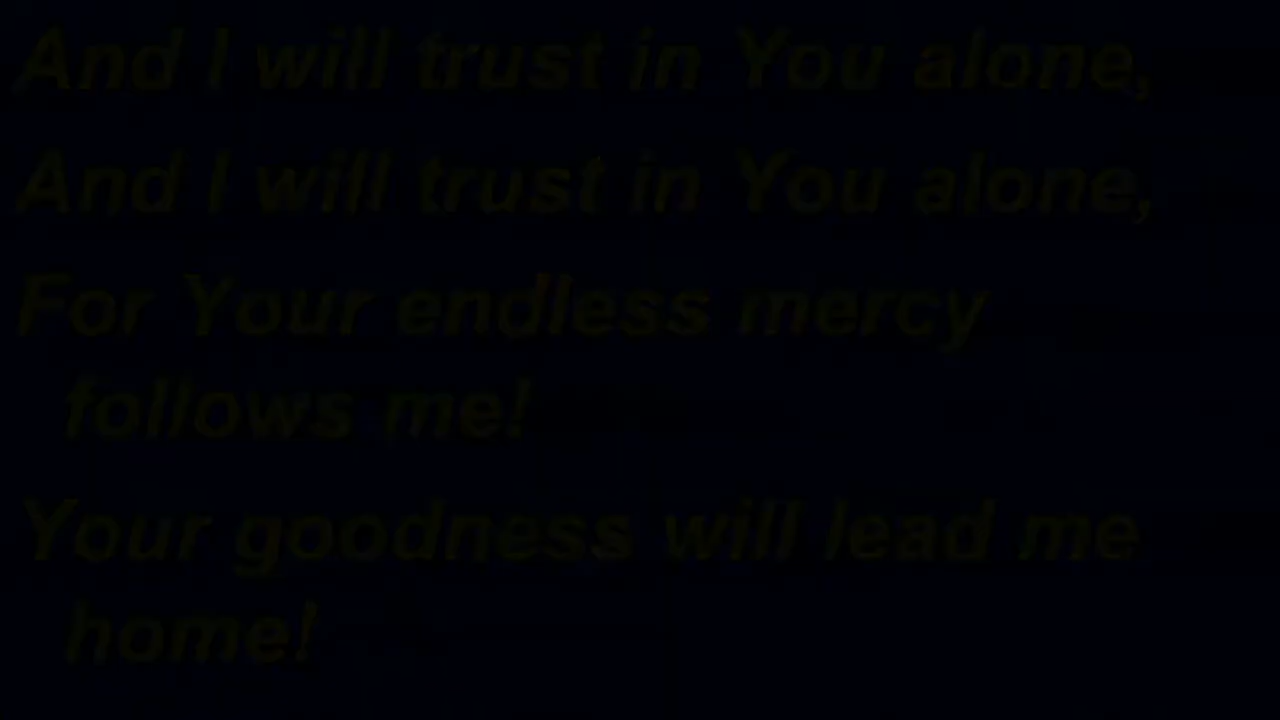 And I will trust in You alone,
And I will trust in You alone,
For Your endless mercy
follows me!
Your goodness will lead me
home!